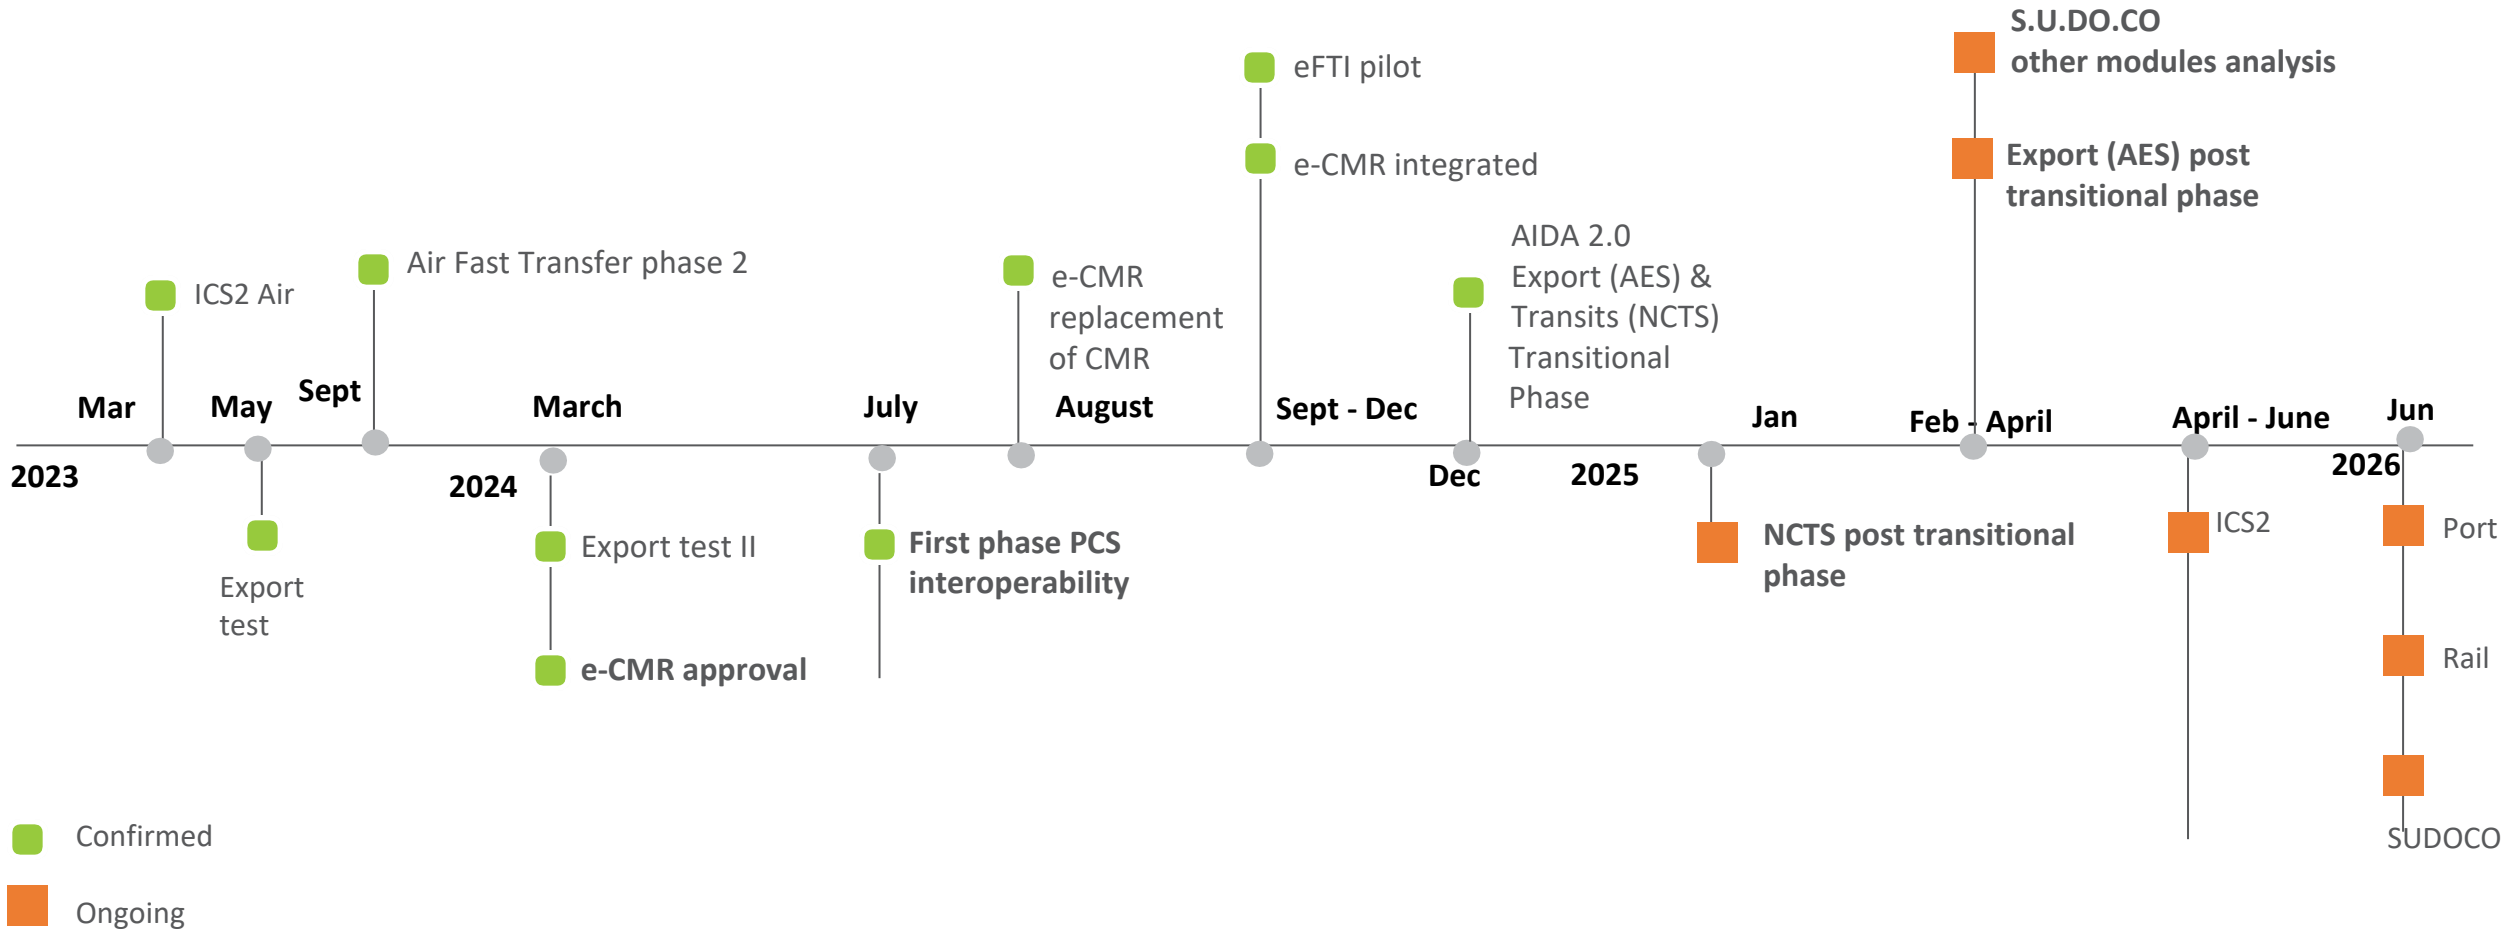 S.U.DO.CO
other modules analysis
eFTI pilot
e-CMR integrated
Export (AES) post
transitional phase
AIDA 2.0
Export (AES) &
Transits (NCTS)
Transitional
Phase
ICS2 Air
Air Fast Transfer phase 2
e-CMR
replacement
of CMR
Mar
May
Sept
March
July
August
Sept - Dec
Jan
Feb - April
April - June
Jun
2023
2024
Dec
2025
2026
Export
test
Export test II
e-CMR approval
First phase PCS
interoperability
NCTS post transitional
phase
ICS2
Port
Rail
SUDOCO
Confirmed
Ongoing